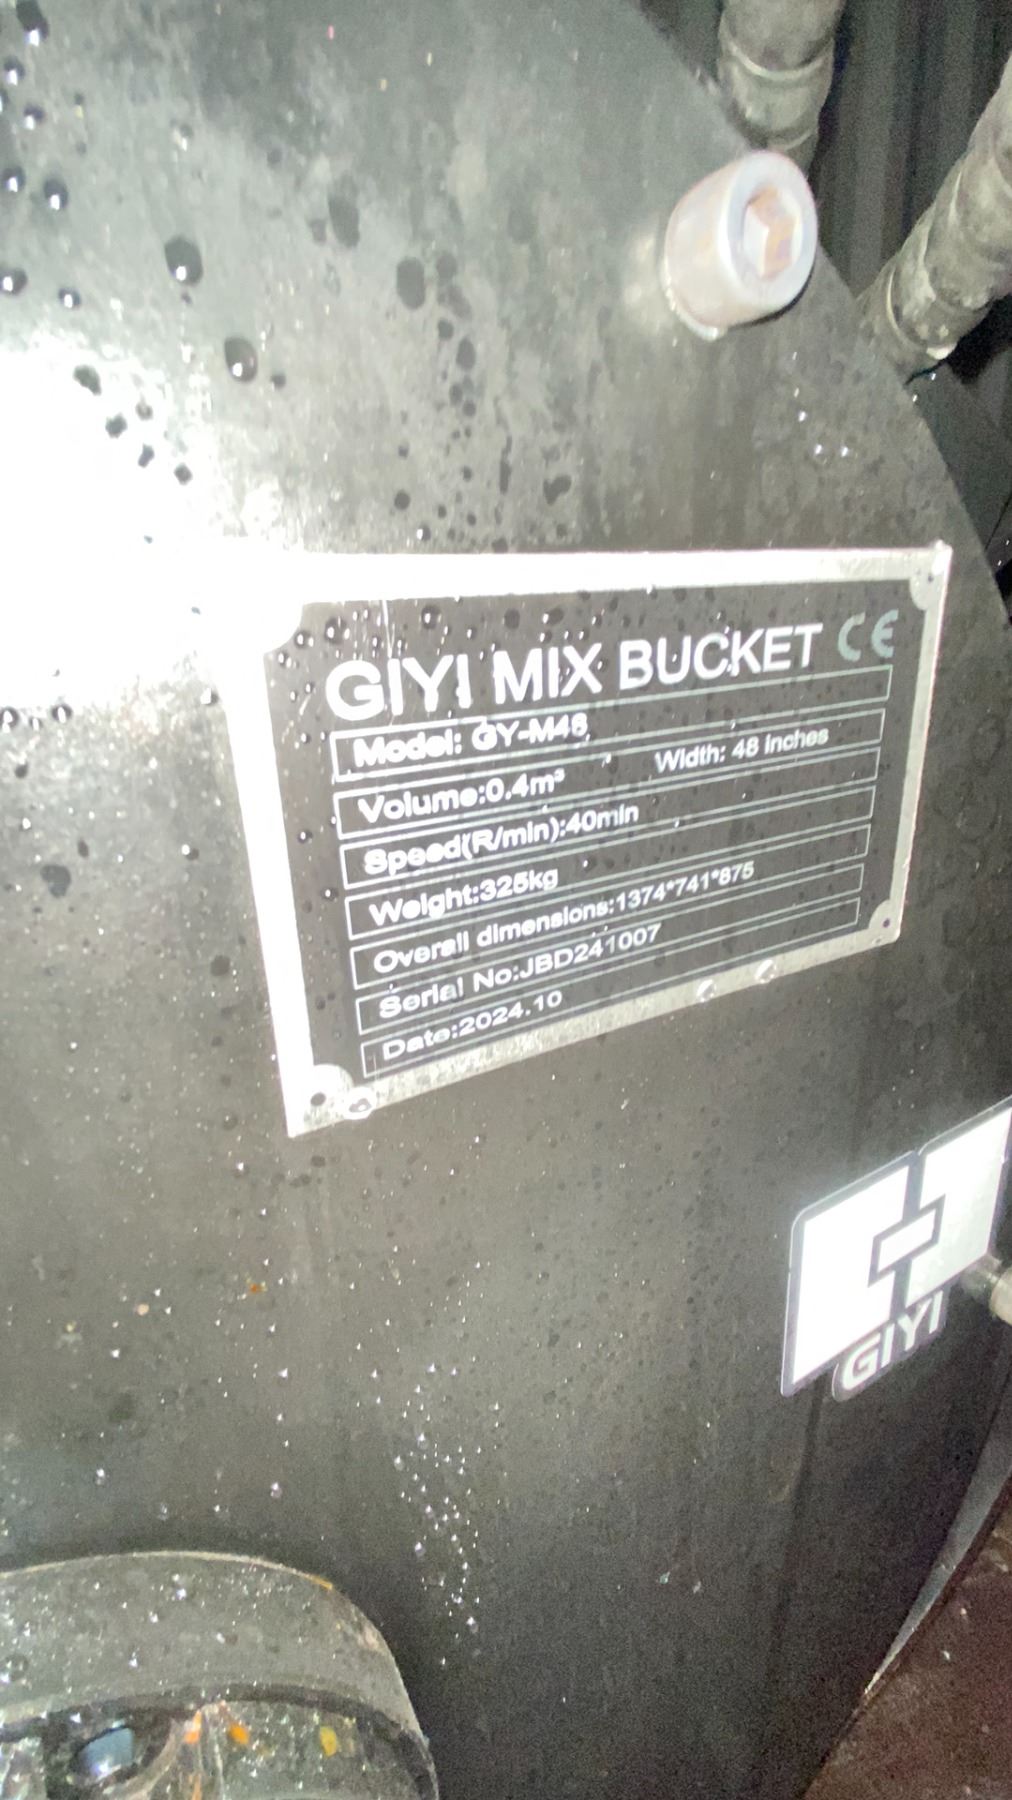 GIYI MIX BUCKET CE
Model: GY-M48
Volume:0.4m³ Width: 48 inches
Speed(R/min):40min
Weight:325kg
Overall dimensions:1374*741*875
Serial No:JBD241007
Date:2024.10
GIYI